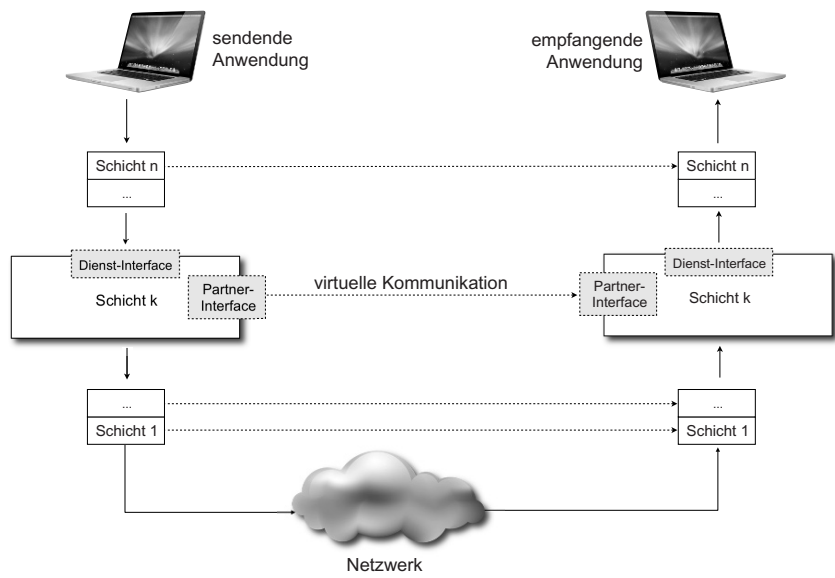 sendende
Anwendung
empfangende
Anwendung
Schicht n
...
Schicht n
...
Dienst-Interface
Schicht k
Partner-
Interface
virtuelle Kommunikation
Dienst-Interface
Partner-
Interface
Schicht k
...
Schicht 1
...
Schicht 1
Netzwerk